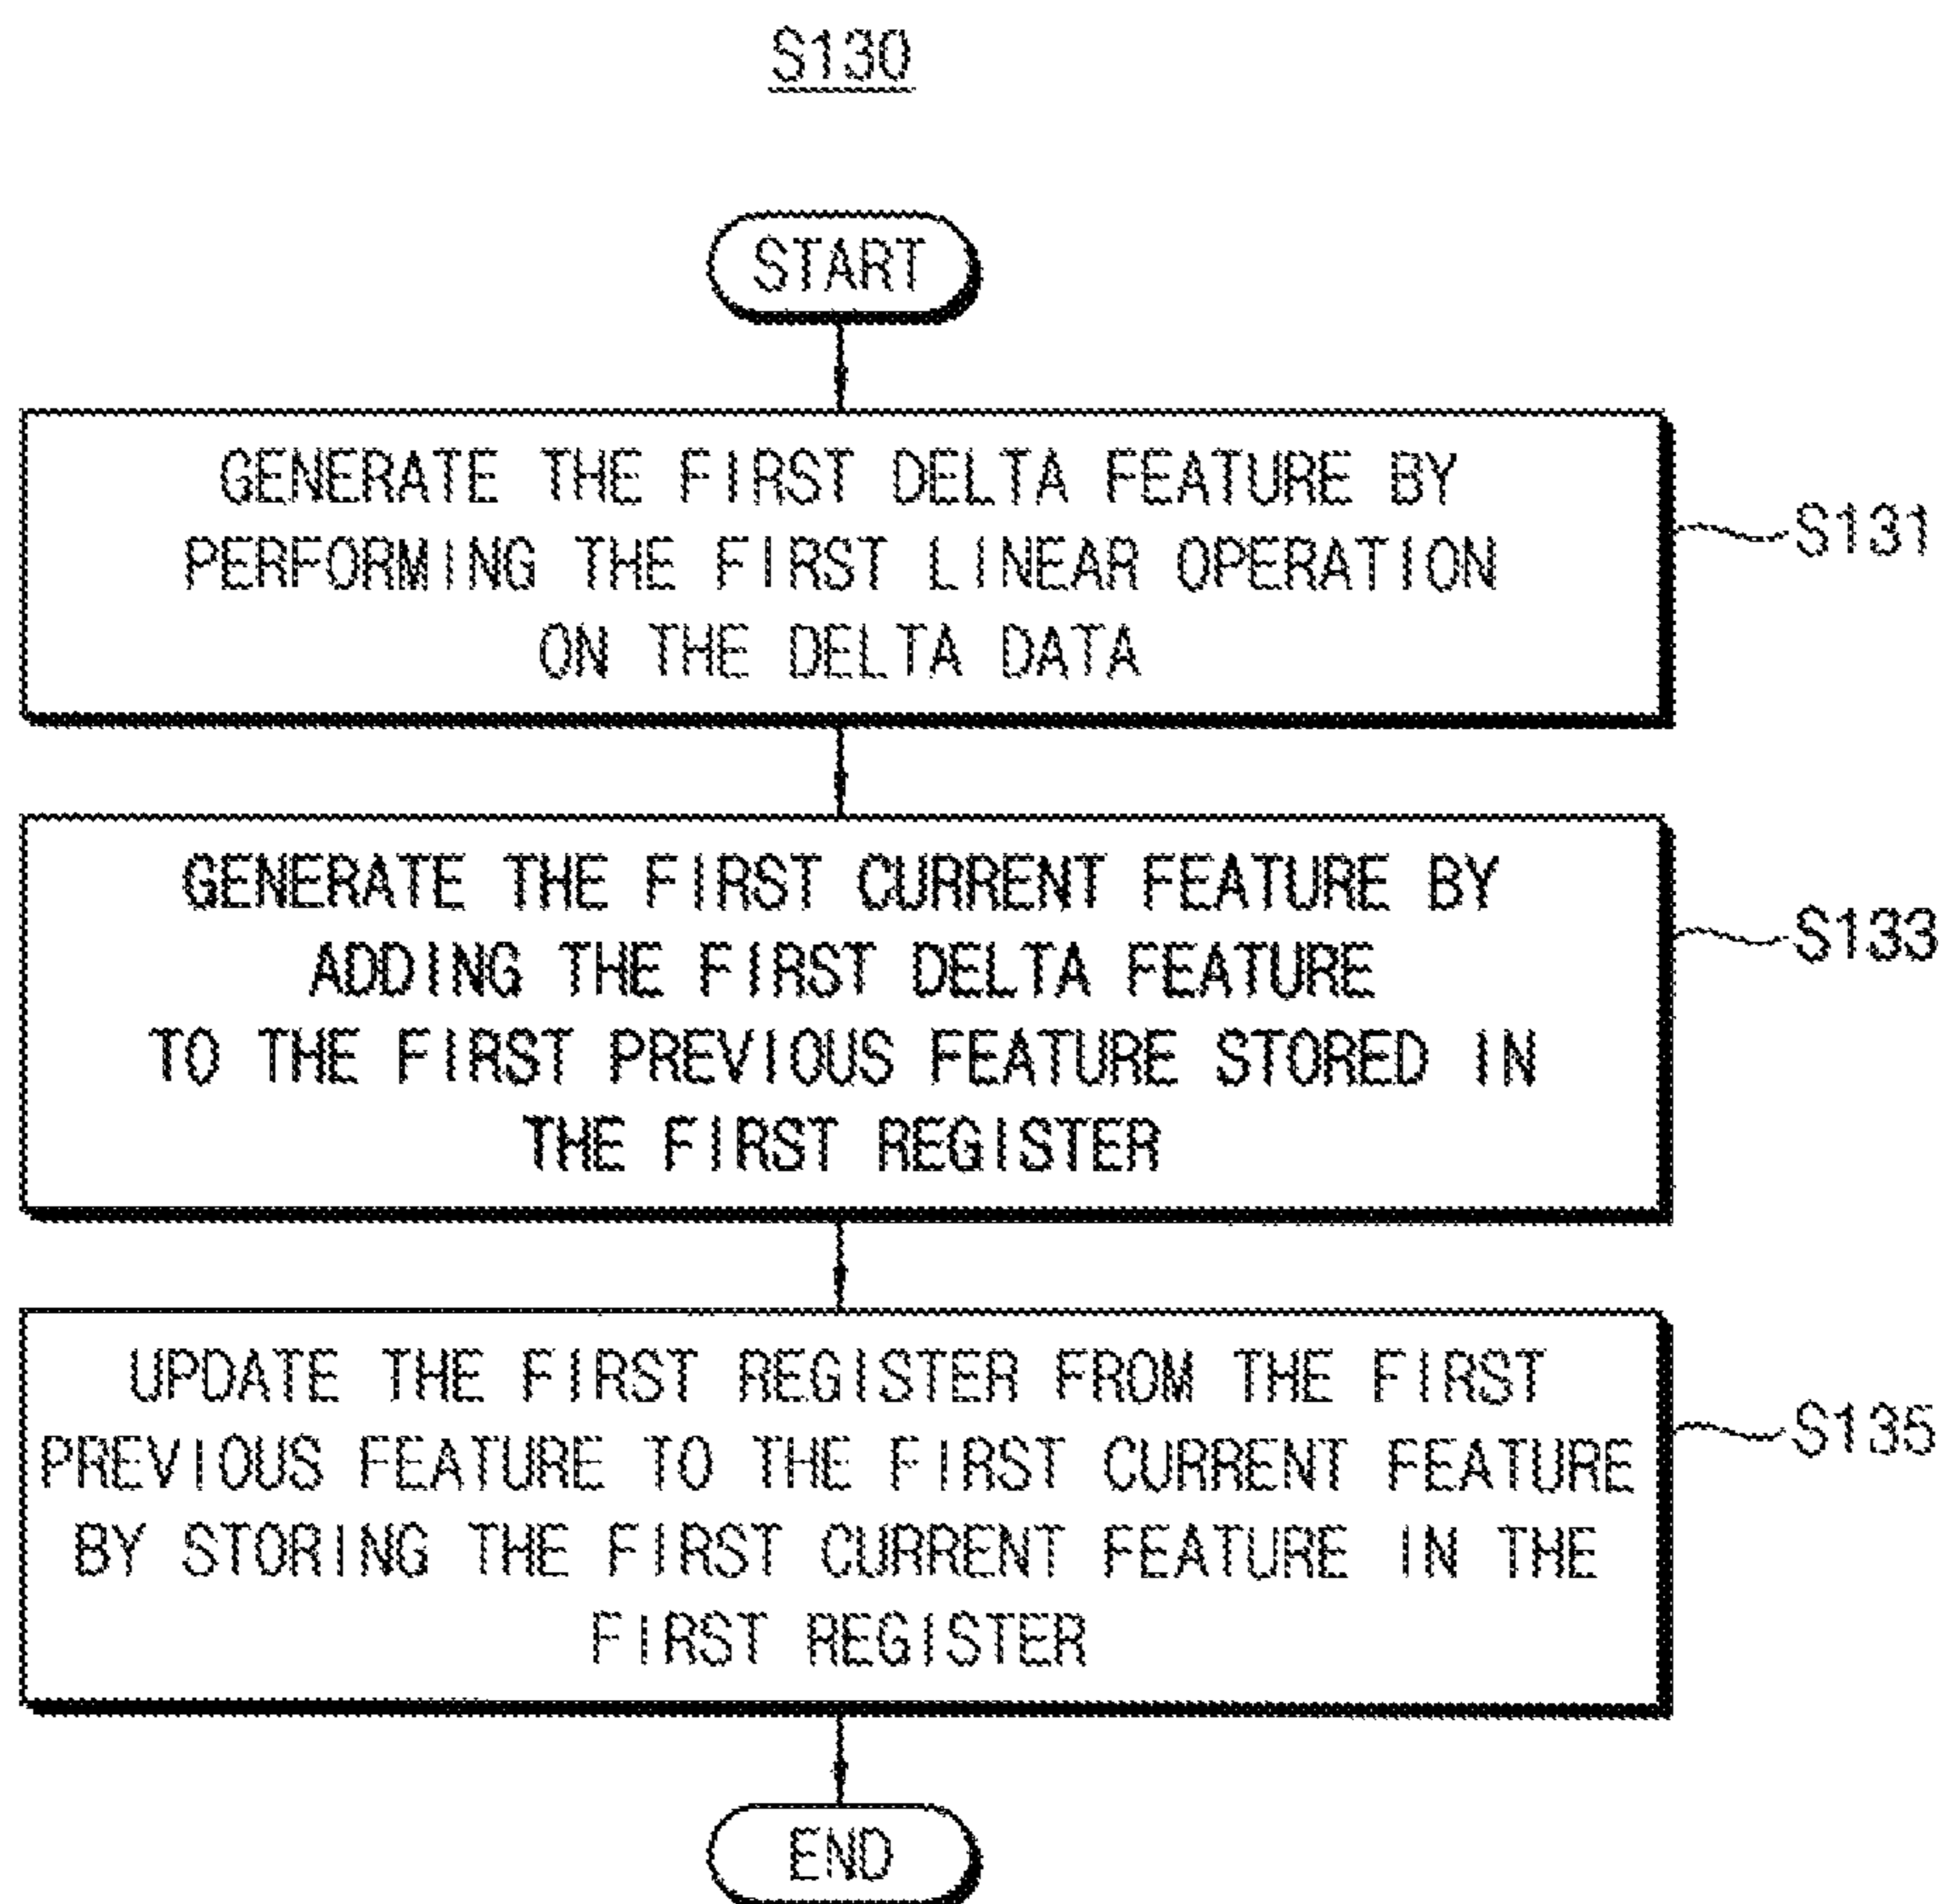 S130
START
GENERATE THE FIRST DELTA FEATURE BY
PERFORMING THE FIRST LINEAR OPERATION
ON THE DELTA DATA
S131
GENERATE THE FIRST CURRENT FEATURE BY
ADDING THE FIRST DELTA FEATURE
TO THE FIRST PREVIOUS FEATURE STORED IN
THE FIRST REGISTER
S133
UPDATE THE FIRST REGISTER FROM THE FIRST
PREVIOUS FEATURE TO THE FIRST CURRENT FEATURE
BY STORING THE FIRST CURRENT FEATURE IN THE
FIRST REGISTER
S135
END